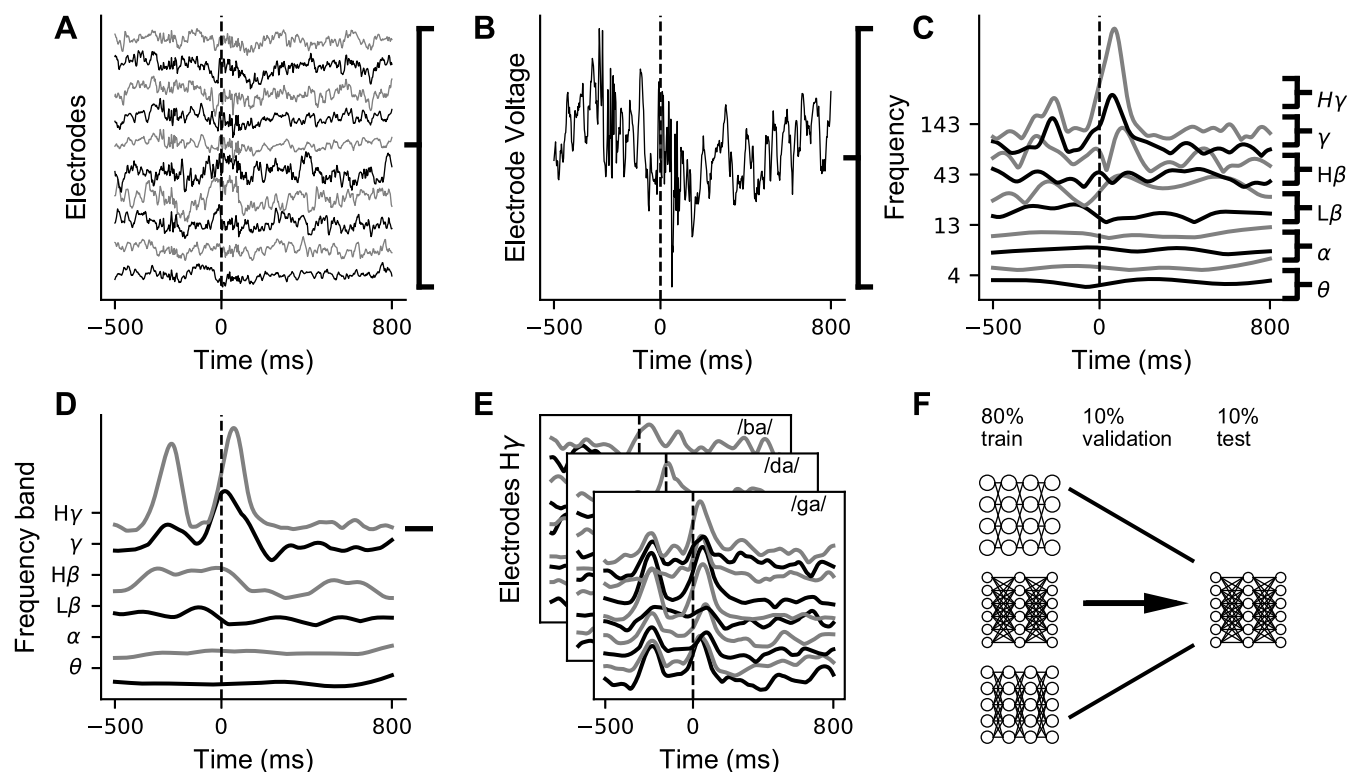 A
Electrodes
−500
0
800
Time (ms)
B
Electrode Voltage
−500
0
800
Time (ms)
C
Frequency
143
43
13
4
Hγ
γ
Hβ
Lβ
α
θ
−500
0
800
Time (ms)
D
Frequency band
Hγ
γ
Hβ
Lβ
α
θ
−500
0
800
Time (ms)
E
Electrodes Hγ
/ba/
/da/
/ga/
−500
0
800
Time (ms)
F
80%
train
10%
validation
10%
test